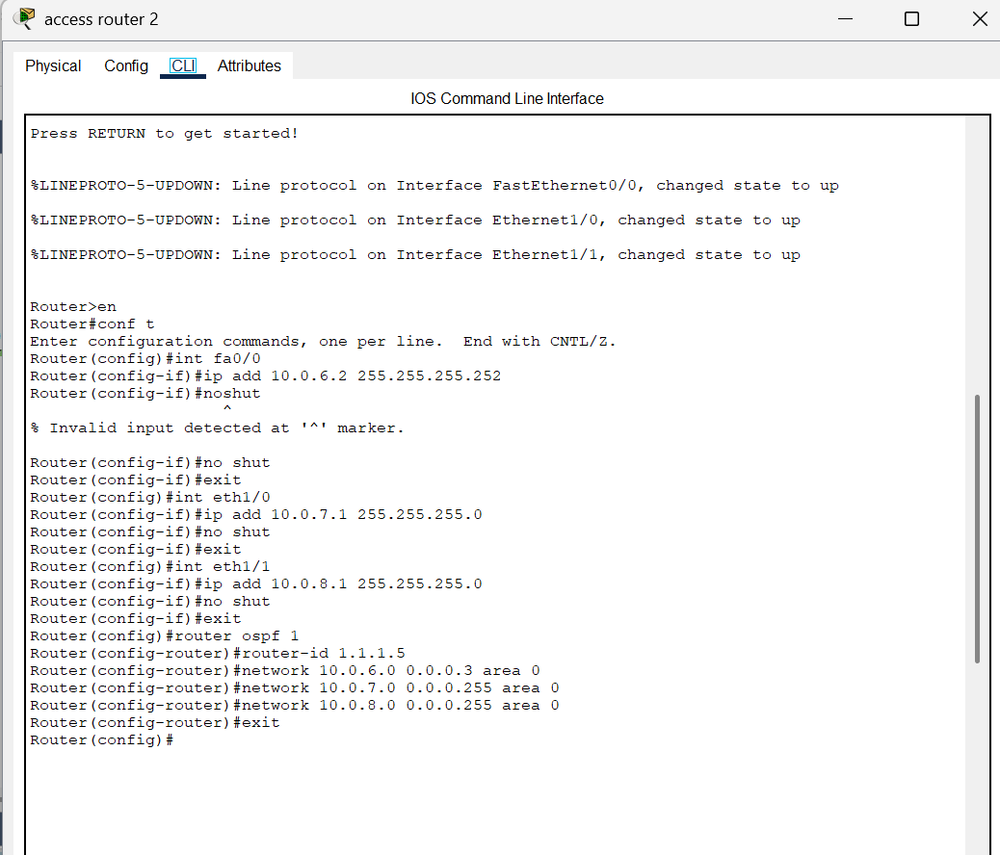 access router 2
Physical Config CLI Attributes
IOS Command Line Interface
Press RETURN to get started!
%LINEPROTO-5-UPDOWN: Line protocol on Interface FastEthernet0/0, changed state to up
%LINEPROTO-5-UPDOWN: Line protocol on Interface Ethernet1/0, changed state to up
%LINEPROTO-5-UPDOWN: Line protocol on Interface Ethernet1/1, changed state to up
Router>en
Router#conf t
Enter configuration commands, one per line.  End with CNTL/Z.
Router(config)#int fa0/0
Router(config-if)#ip add 10.0.6.2 255.255.255.252
Router(config-if)#noshut
^
% Invalid input detected at '^' marker.
Router(config-if)#no shut
Router(config-if)#exit
Router(config)#int eth1/0
Router(config-if)#ip add 10.0.7.1 255.255.255.0
Router(config-if)#no shut
Router(config-if)#exit
Router(config)#int eth1/1
Router(config-if)#ip add 10.0.8.1 255.255.255.0
Router(config-if)#no shut
Router(config-if)#exit
Router(config)#router ospf 1
Router(config-router)#router-id 1.1.1.5
Router(config-router)#network 10.0.6.0 0.0.0.3 area 0
Router(config-router)#network 10.0.7.0 0.0.0.255 area 0
Router(config-router)#network 10.0.8.0 0.0.0.255 area 0
Router(config-router)#exit
Router(config)#